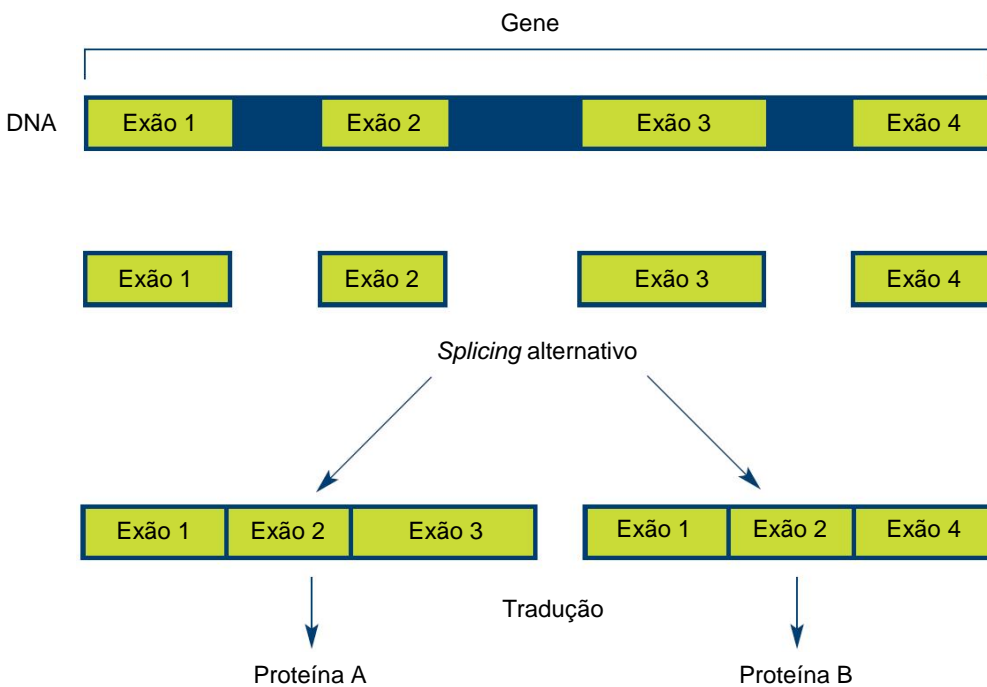 Gene
DNA Exão 1 Exão 2 Exão 3 Exão 4
Exão 1 Exão 2 Exão 3 Exão 4
Splicing alternativo
Exão 1 Exão 2 Exão 3 Exão 1 Exão 2 Exão 4
Tradução
Proteína A Proteína B